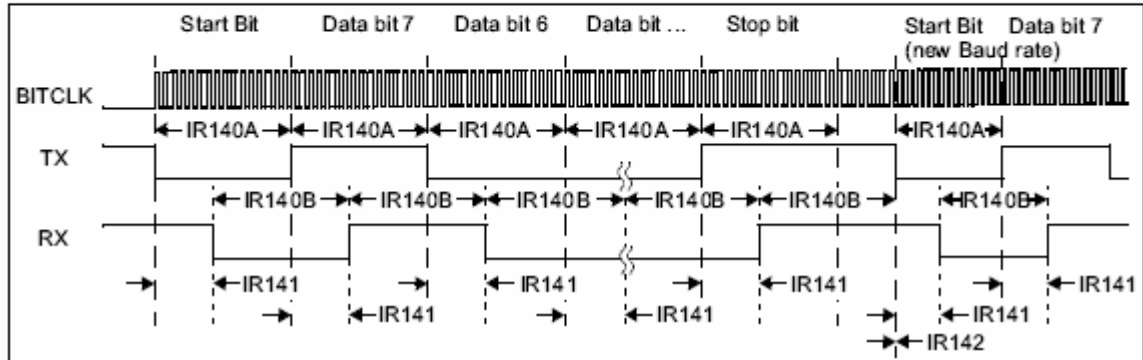 Start Bit Data bit 7 Data bit 6 Data bit ... Stop bit Start Bit Data bit 7
(new Baud rate)
BITCLK
IR140A IR140A IR140A IR140A IR140A IR140A
TX
IR140B IR140B IR140B IR140B IR140B IR140B
RX
IR141 IR141 IR141 IR141
IR141 IR141 IR141
IR142